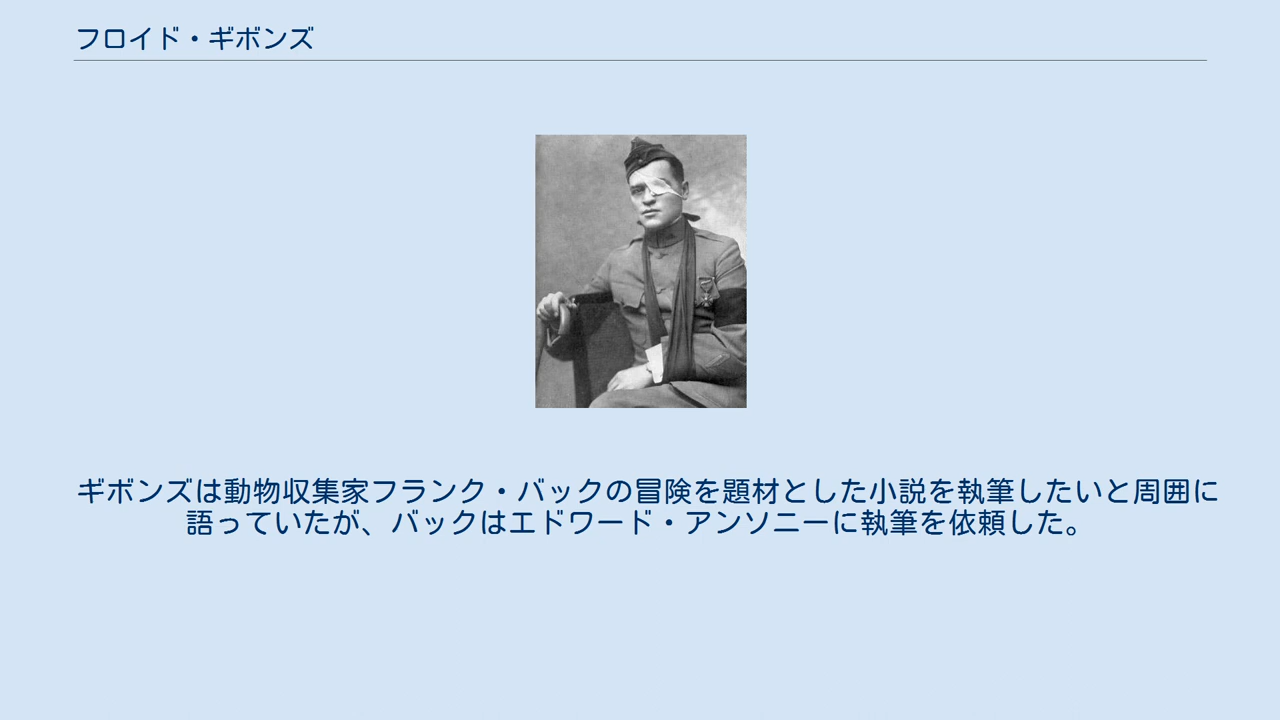 フロイド・ギボンズ
ギボンズは動物収集家フランク・バックの冒険を題材とした小説を執筆したいと周囲に
語っていたが、バックはエドワード・アンソニーに執筆を依頼した。